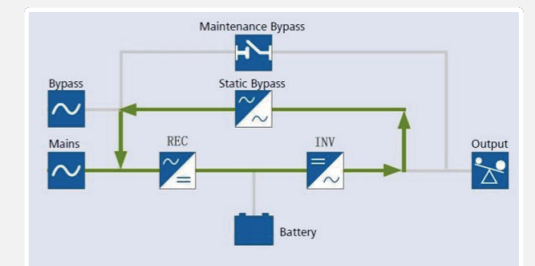 Maintenance Bypass
Bypass
Static Bypass
Mains
REC
INV
Output
Battery